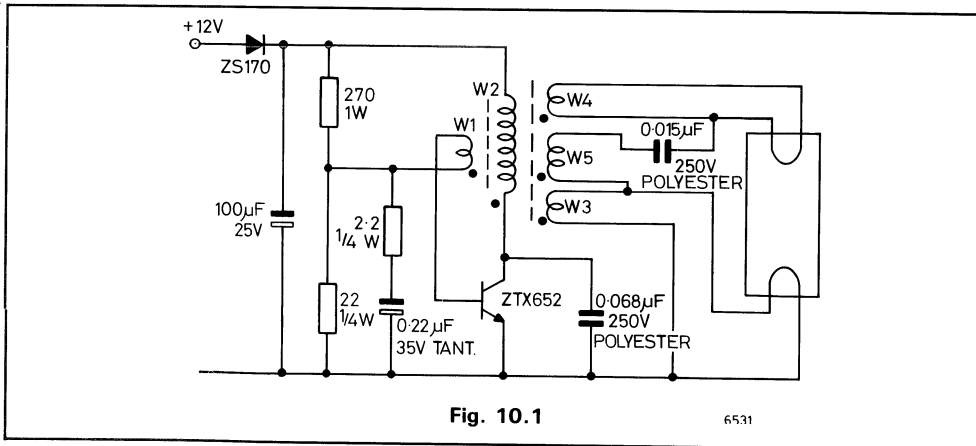 +12V
ZS170
270
1W
W1
W2
W4
W5
W3
0·015µF
250V
POLYESTER
100µF
25V
2·2
1/4 W
22
1/4W
0·22µF
35V TANT.
ZTX652
0·068µF
250V
POLYESTER
Fig. 10.1
6531